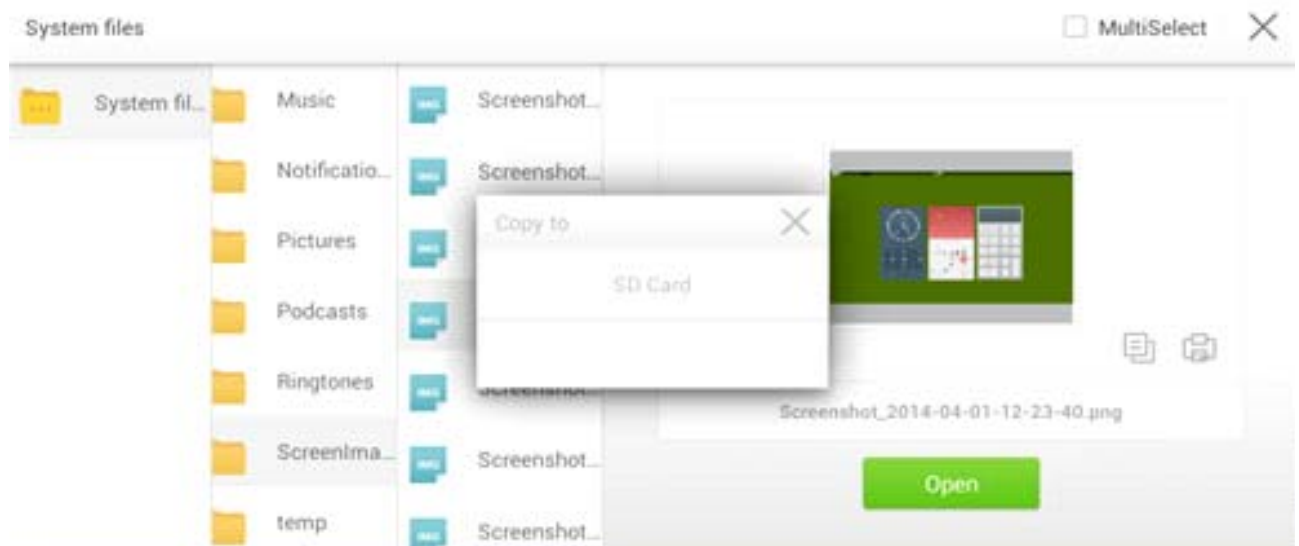 System files
MultiSelect
System fil...
Music
Notificatio...
Pictures
Podcasts
Ringtones
ScreenIma...
temp
Screenshot...
Screenshot...
Screenshot...
Screenshot...
Screenshot...
Copy to
SD Card
Screenshot_2014-04-01-12-23-40.png
Open